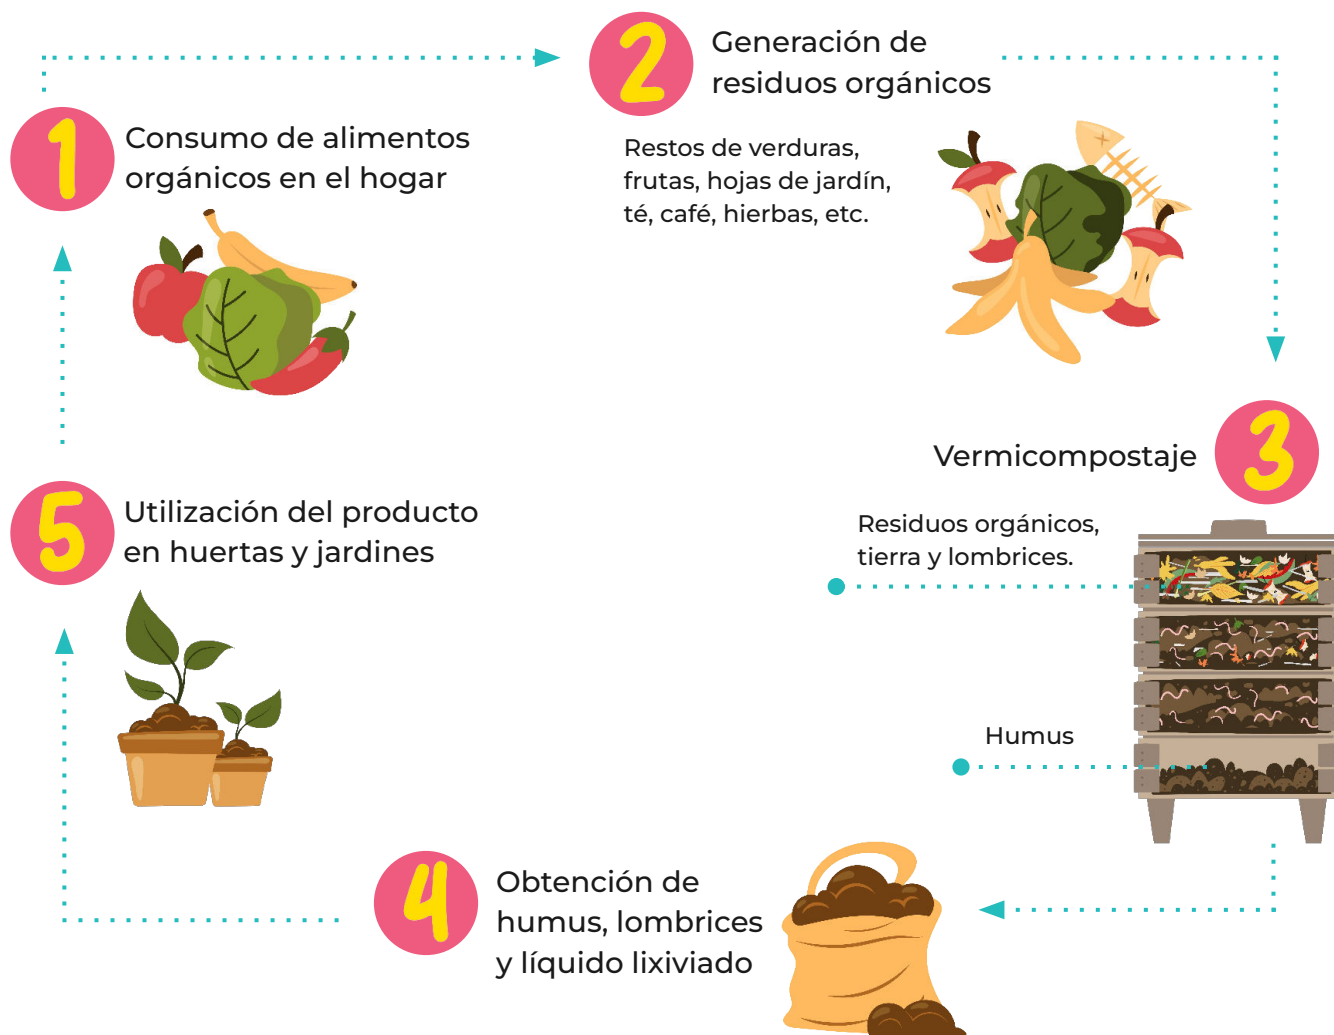 1
Consumo de alimentos
orgánicos en el hogar
2
Generación de
residuos orgánicos
Restos de verduras,
frutas, hojas de jardín,
té, café, hierbas, etc.
3
Vermicompostaje
Residuos orgánicos,
tierra y lombrices.
Humus
4
Obtención de
humus, lombrices
y líquido lixiviado
5
Utilización del producto
en huertas y jardines